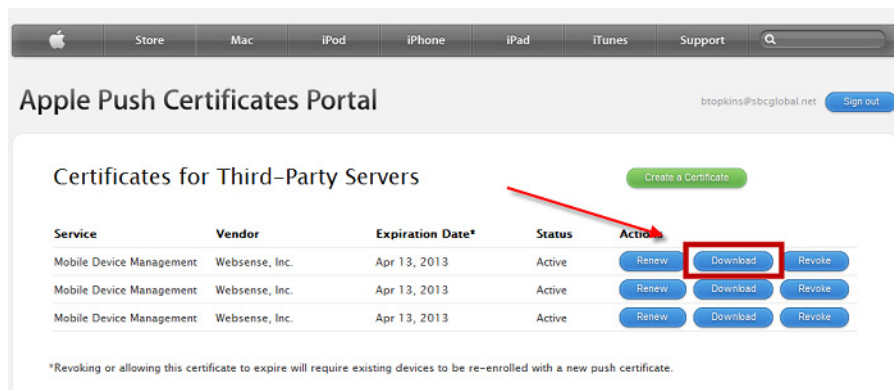 Store Mac iPod iPhone iPad iTunes Support
Apple Push Certificates Portal
btopkins@sbcglobal.net Sign out
Certificates for Third-Party Servers
Create a Certificate
Service Vendor Expiration Date* Status Actions
Mobile Device Management Websense, Inc. Apr 13, 2013 Active Renew Download Revoke
Mobile Device Management Websense, Inc. Apr 13, 2013 Active Renew Download Revoke
Mobile Device Management Websense, Inc. Apr 13, 2013 Active Renew Download Revoke
*Revoking or allowing this certificate to expire will require existing devices to be re-enrolled with a new push certificate.